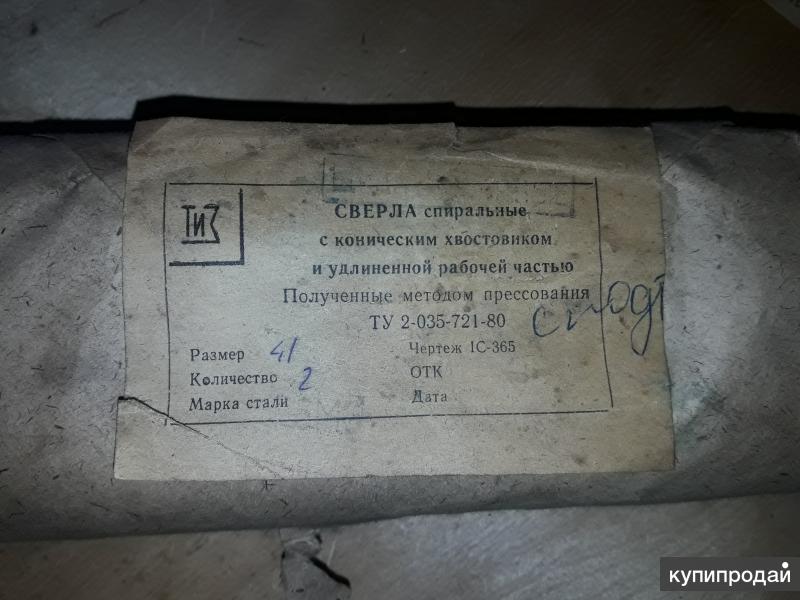 ТиЗ
СВЕРЛА спиральные
с коническим хвостовиком
и удлиненной рабочей частью
Полученные методом прессования
ТУ 2-035-721-80
Размер 41 Чертеж 1С-365
Количество 2 ОТК
Марка стали Дата
купипродай